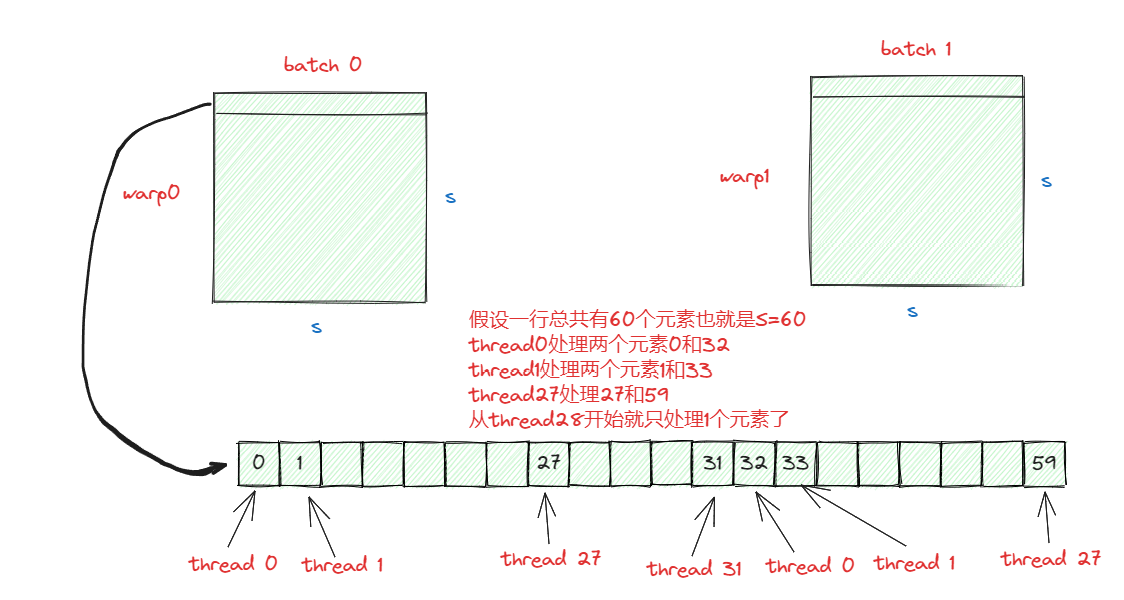 batch 0
batch 1
warp0
s
warp1
s
s
s
假设一行总共有60个元素也就是S=60
thread0处理两个元素0和32
thread1处理两个元素1和33
thread27处理27和59
从thread28开始就只处理1个元素了
0 1 27 31 32 33 59
thread 0 thread 1 thread 27 thread 31 thread 0 thread 1 thread 27